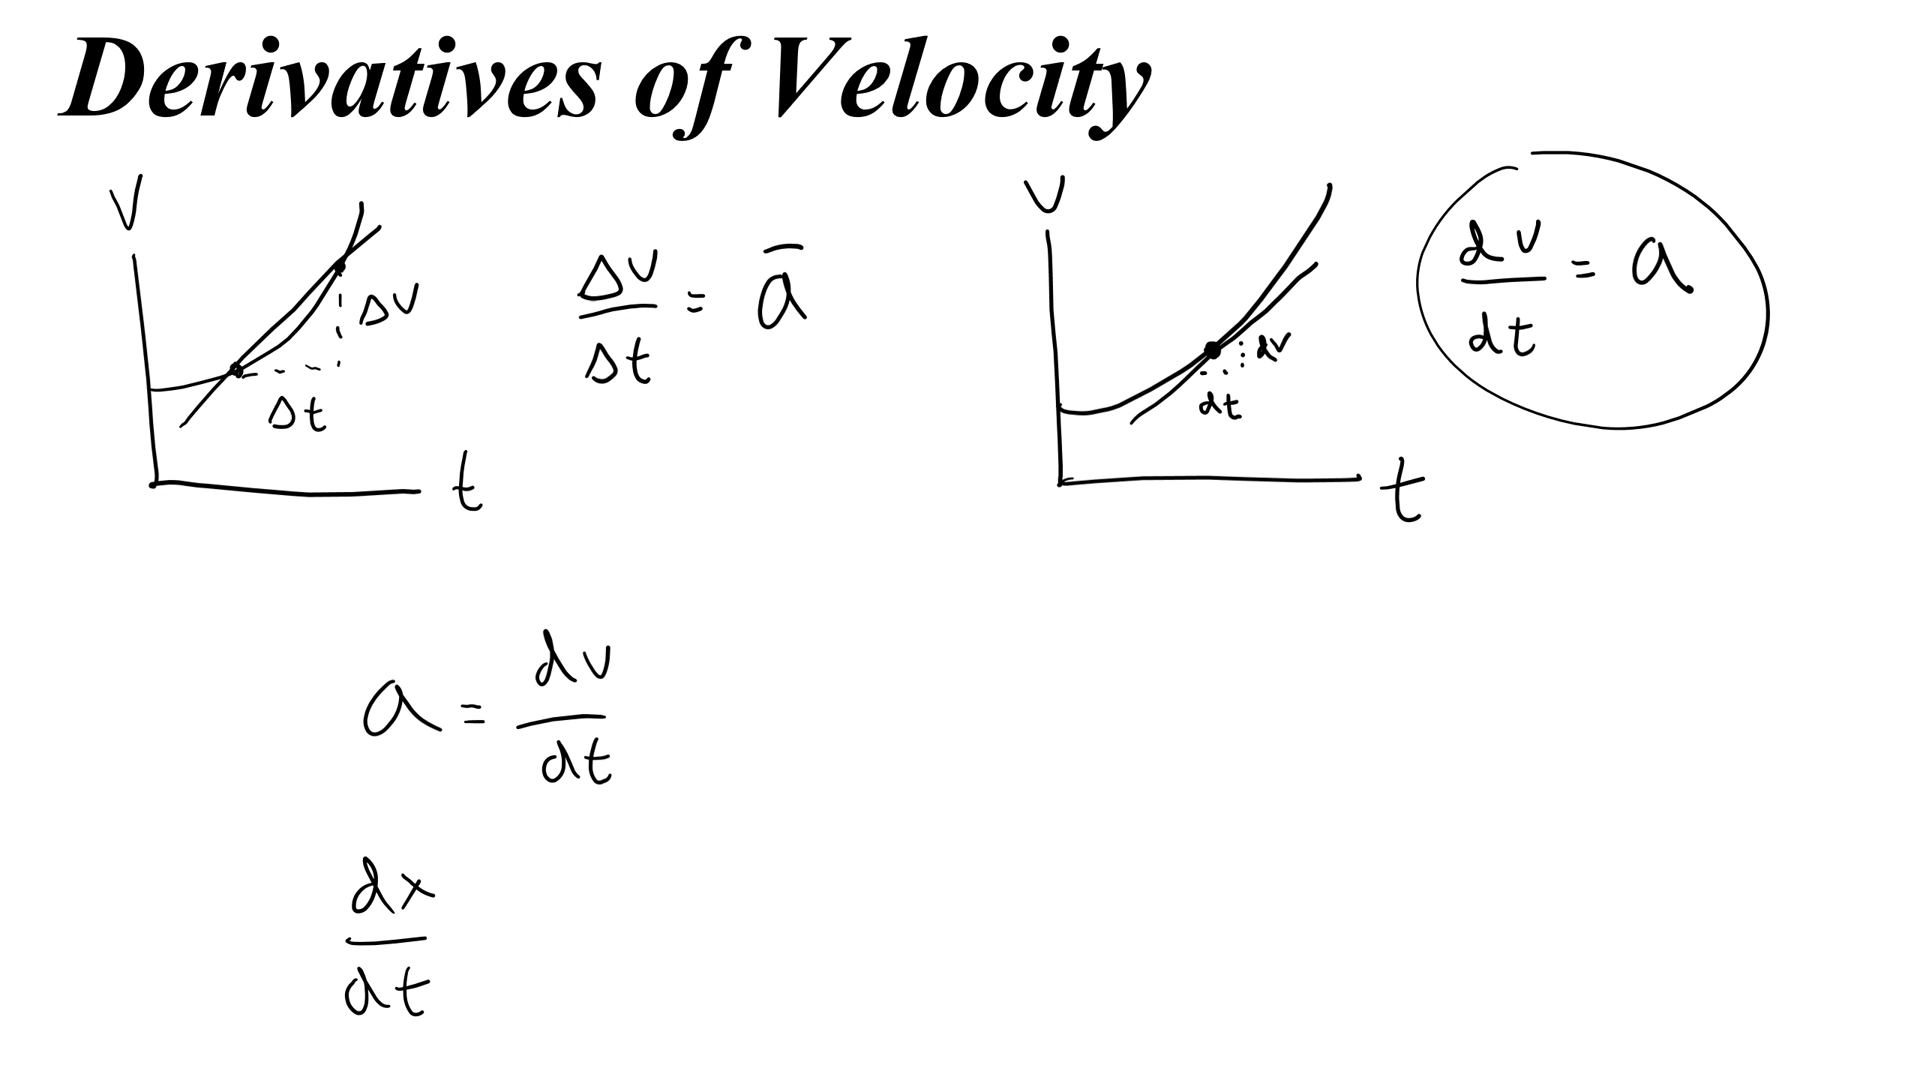 Derivatives of Velocity
V
Δv
Δt
t
Δv
Δt
= a̅
V
dv
dt
t
dv
dt
= a
a = dv
dt
dx
dt